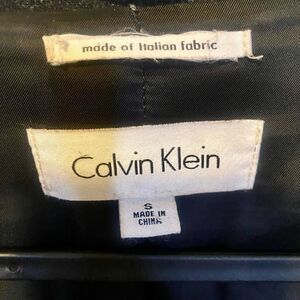 made of Italian fabric
Calvin Klein
S
MADE IN
CHINA